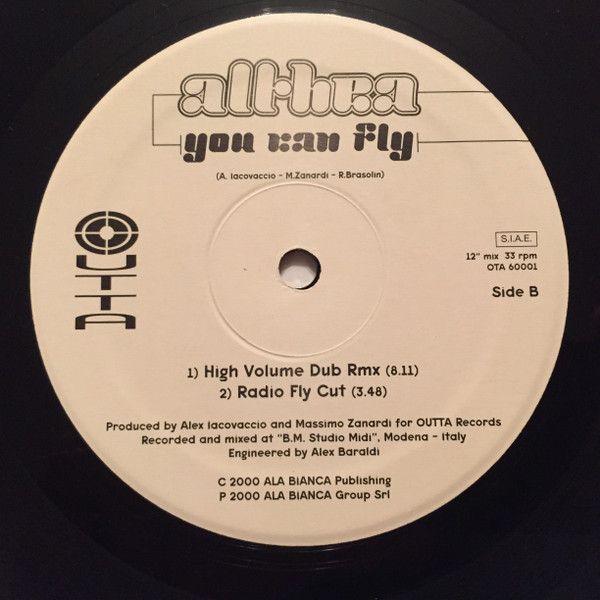 althea
you can fly
(A. Iacovaccio - M.Zanardi - R.Brasolin)
OUTTA
S.I.A.E.
12" mix 33 rpm
OTA 60001
Side B
1) High Volume Dub Rmx (8.11)
2) Radio Fly Cut (3.48)
Produced by Alex Iacovaccio and Massimo Zanardi for OUTTA Records
Recorded and mixed at "B.M. Studio Midi", Modena - Italy
Engineered by Alex Baraldi
C 2000 ALA BIANCA Publishing
P 2000 ALA BIANCA Group Srl